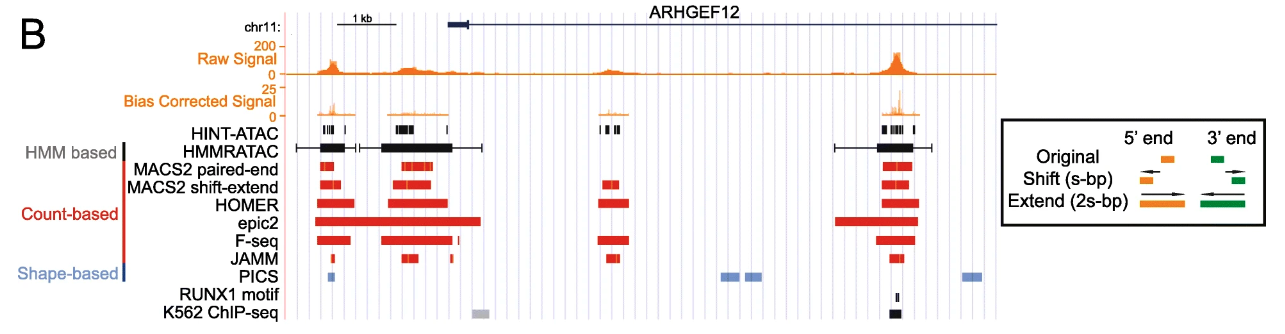 B
ARHGEF12
1 kb
chr11:
200
Raw Signal
0
25
Bias Corrected Signal
0
HINT-ATAC
HMM based
HMMRATAC
MACS2 paired-end
MACS2 shift-extend
Count-based
HOMER
epic2
F-seq
JAMM
Shape-based
PICS
RUNX1 motif
K562 ChIP-seq
5' end 3' end
Original
Shift (s-bp)
Extend (2s-bp)